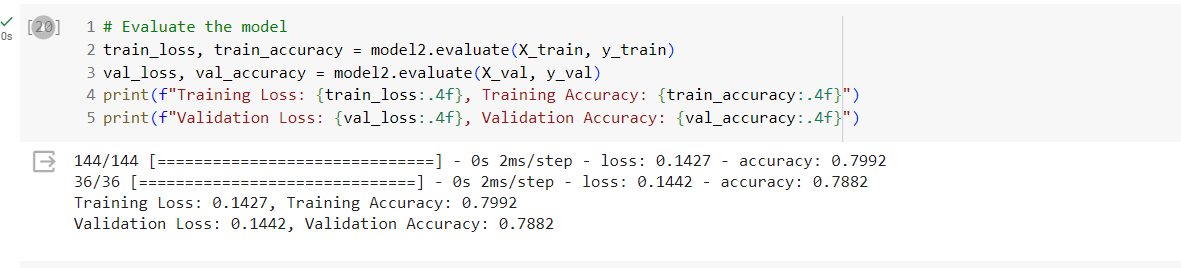 [20]
0s
1 # Evaluate the model
2 train_loss, train_accuracy = model2.evaluate(X_train, y_train)
3 val_loss, val_accuracy = model2.evaluate(X_val, y_val)
4 print(f"Training Loss: {train_loss:.4f}, Training Accuracy: {train_accuracy:.4f}")
5 print(f"Validation Loss: {val_loss:.4f}, Validation Accuracy: {val_accuracy:.4f}")
144/144 [==============================] - 0s 2ms/step - loss: 0.1427 - accuracy: 0.7992
36/36 [==============================] - 0s 2ms/step - loss: 0.1442 - accuracy: 0.7882
Training Loss: 0.1427, Training Accuracy: 0.7992
Validation Loss: 0.1442, Validation Accuracy: 0.7882